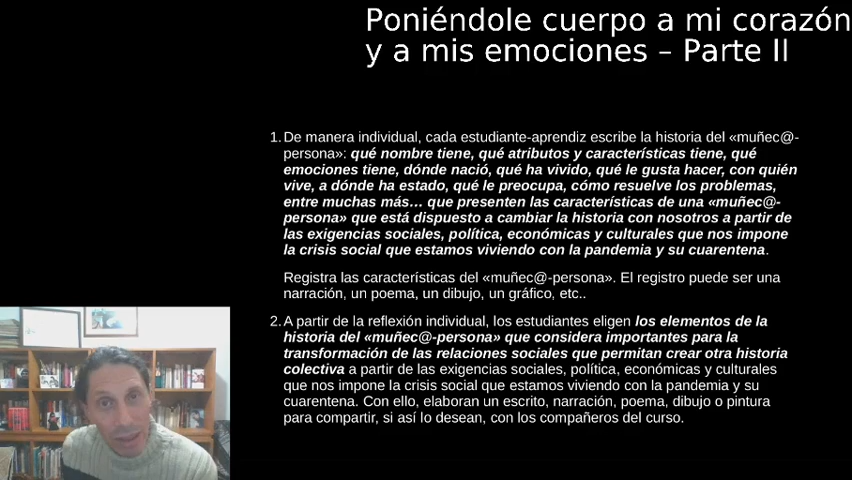 Poniéndole cuerpo a mi corazón
y a mis emociones – Parte II
1. De manera individual, cada estudiante-aprendiz escribe la historia del «muñec@-
persona»: qué nombre tiene, qué atributos y características tiene, qué
emociones tiene, dónde nació, qué ha vivido, qué le gusta hacer, con quién
vive, a dónde ha estado, qué le preocupa, cómo resuelve los problemas,
entre muchas más… que presenten las características de una «muñec@-
persona» que está dispuesto a cambiar la historia con nosotros a partir de
las exigencias sociales, política, económicas y culturales que nos impone
la crisis social que estamos viviendo con la pandemia y su cuarentena.
Registra las características del «muñec@-persona». El registro puede ser una
narración, un poema, un dibujo, un gráfico, etc..
2. A partir de la reflexión individual, los estudiantes eligen los elementos de la
historia del «muñec@-persona» que considera importantes para la
transformación de las relaciones sociales que permitan crear otra historia
colectiva a partir de las exigencias sociales, política, económicas y culturales
que nos impone la crisis social que estamos viviendo con la pandemia y su
cuarentena. Con ello, elaboran un escrito, narración, poema, dibujo o pintura
para compartir, si así lo desean, con los compañeros del curso.